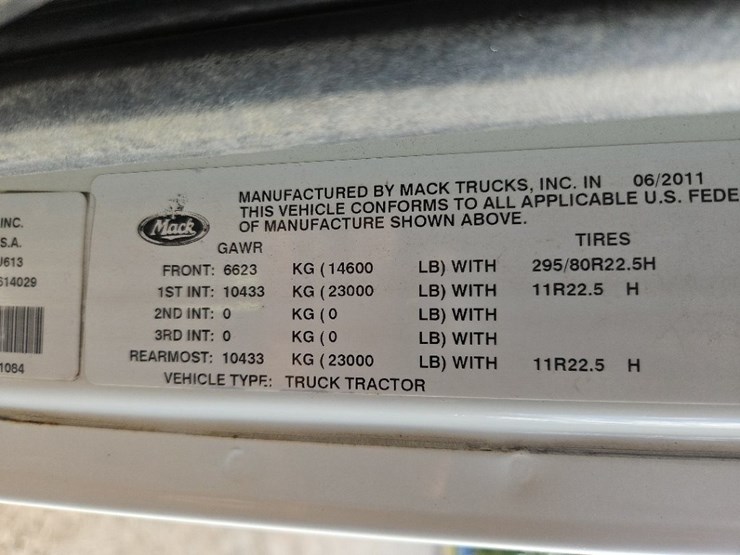 INC.
S.A.
U613
614029
1084
Mack
MANUFACTURED BY MACK TRUCKS, INC. IN 06/2011
THIS VEHICLE CONFORMS TO ALL APPLICABLE U.S. FEDE
OF MANUFACTURE SHOWN ABOVE.
GAWR TIRES
FRONT: 6623 KG ( 14600 LB) WITH 295/80R22.5H
1ST INT: 10433 KG ( 23000 LB) WITH 11R22.5 H
2ND INT: 0 KG ( 0 LB) WITH
3RD INT: 0 KG ( 0 LB) WITH
REARMOST: 10433 KG ( 23000 LB) WITH 11R22.5 H
VEHICLE TYPE: TRUCK TRACTOR